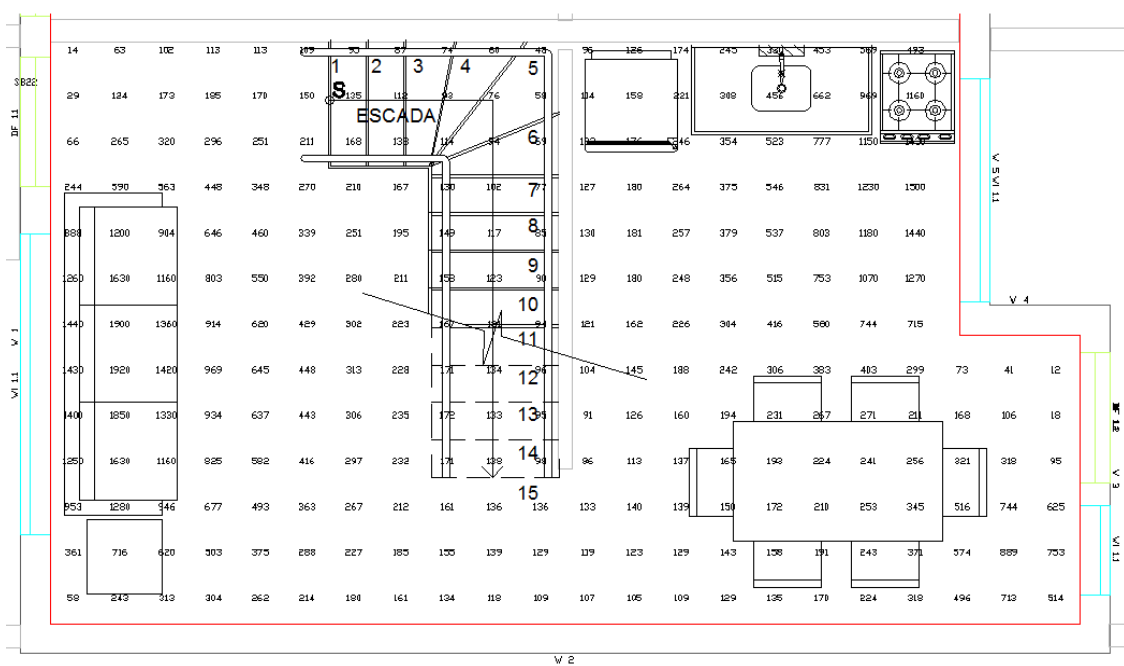 14 63 102 113 113 109 95 87 74 60 48 96 126 174 245 330 453 569 493
1 2 3 4 5
SB22
S
29 124 173 185 170 150 135 112 93 76 58 114 158 221 308 456 662 969 1160
ESCADA
DF 11
66 265 320 296 251 211 168 138 114 94 69 176 246 354 523 777 1150
6
V 5 WI 11
244 590 563 448 348 270 210 167 130 102 77 127 180 264 375 546 831 1230 1500
7
888 1200 904 646 460 339 251 195 149 117 85 130 181 257 379 537 803 1180 1440
8
1260 1630 1160 803 550 392 280 211 158 123 90 129 180 248 356 515 753 1070 1270
9
10
V 4
1440 1900 1360 914 620 429 302 223 167 94 121 162 226 304 416 560 744 715
11
V 1
WI 11
1430 1920 1420 969 645 448 313 228 171 134 96 104 145 188 242 306 383 403 299 73 41 12
12
1400 1850 1330 934 637 443 306 235 172 133 95 91 126 160 194 231 267 271 211 168 106 18
13
12
1250 1630 1160 825 582 416 297 232 171 138 98 96 113 137 165 193 224 241 256 321 318 95
14
V 3
15
953 1280 946 677 493 363 267 212 161 136 136 133 140 139 150 172 210 253 345 516 744 625
361 716 620 503 375 288 227 185 155 139 129 119 123 129 143 158 191 243 371 574 889 753
WI 11
58 243 313 304 262 214 180 161 134 118 109 107 105 109 129 135 170 224 318 496 713 514
V 2